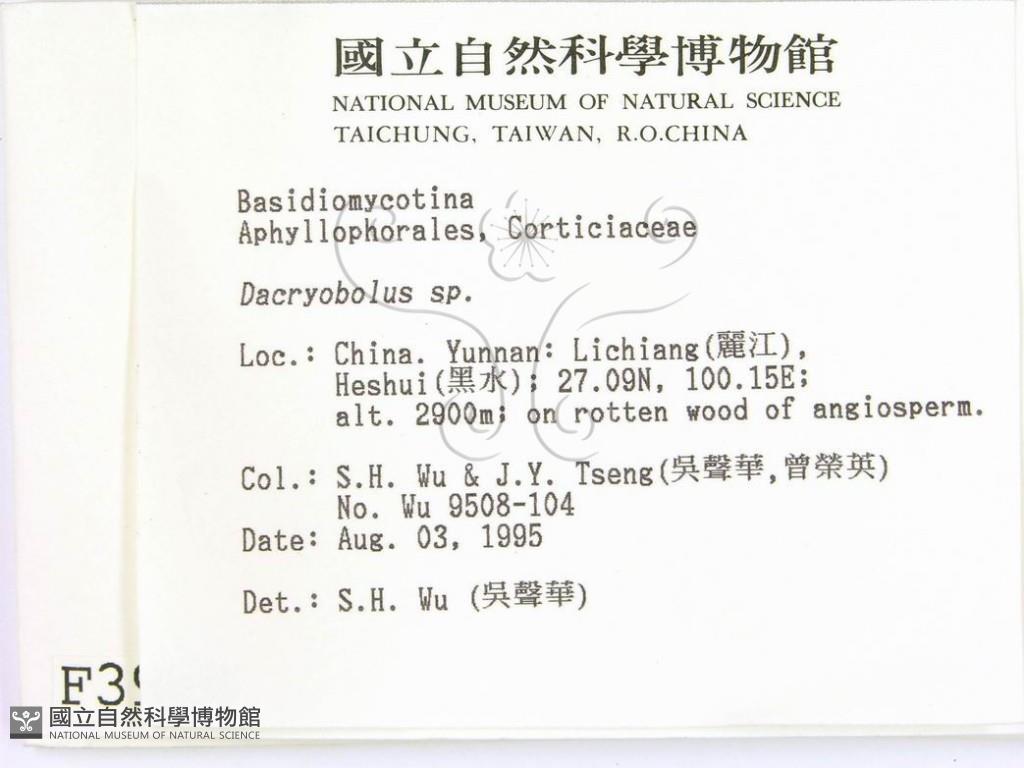 國立自然科學博物館
NATIONAL MUSEUM OF NATURAL SCIENCE
TAICHUNG, TAIWAN, R.O.CHINA
Basidiomycotina
Aphyllophorales, Corticiaceae
Dacryobolus sp.
Loc.: China. Yunnan: Lichiang(麗江),
Heshui(黑水); 27.09N, 100.15E;
alt. 2900m; on rotten wood of angiosperm.
Col.: S.H. Wu & J.Y. Tseng(吳聲華,曾榮英)
No. Wu 9508-104
Date: Aug. 03, 1995
Det.: S.H. Wu (吳聲華)
國立自然科學博物館
NATIONAL MUSEUM OF NATURAL SCIENCE